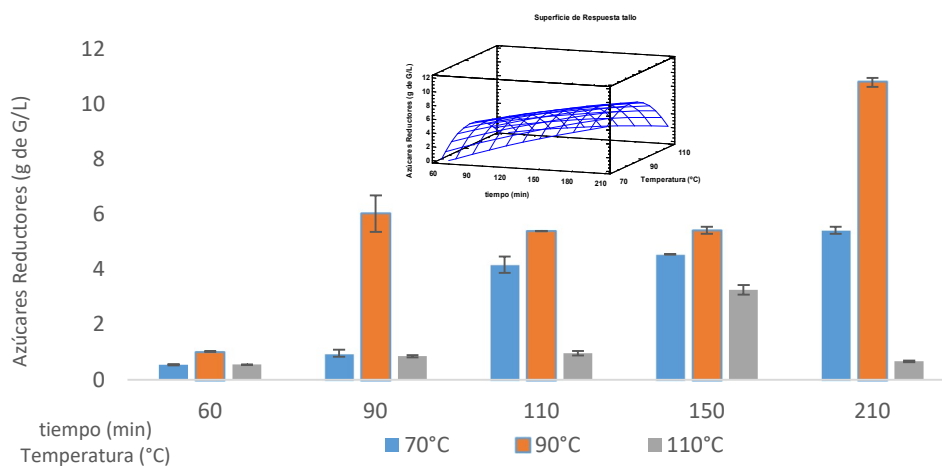 Superficie de Respuesta tallo
Azúcares Reductores (g de G/L)
12
10
8
6
4
2
0
60 90 120 150 180 210
tiempo (min)
70
90
110
Temperatura (°C)
Azúcares Reductores (g de G/L)
12
10
8
6
4
2
0
60 90 110 150 210
tiempo (min)
Temperatura (°C)
70°C 90°C 110°C